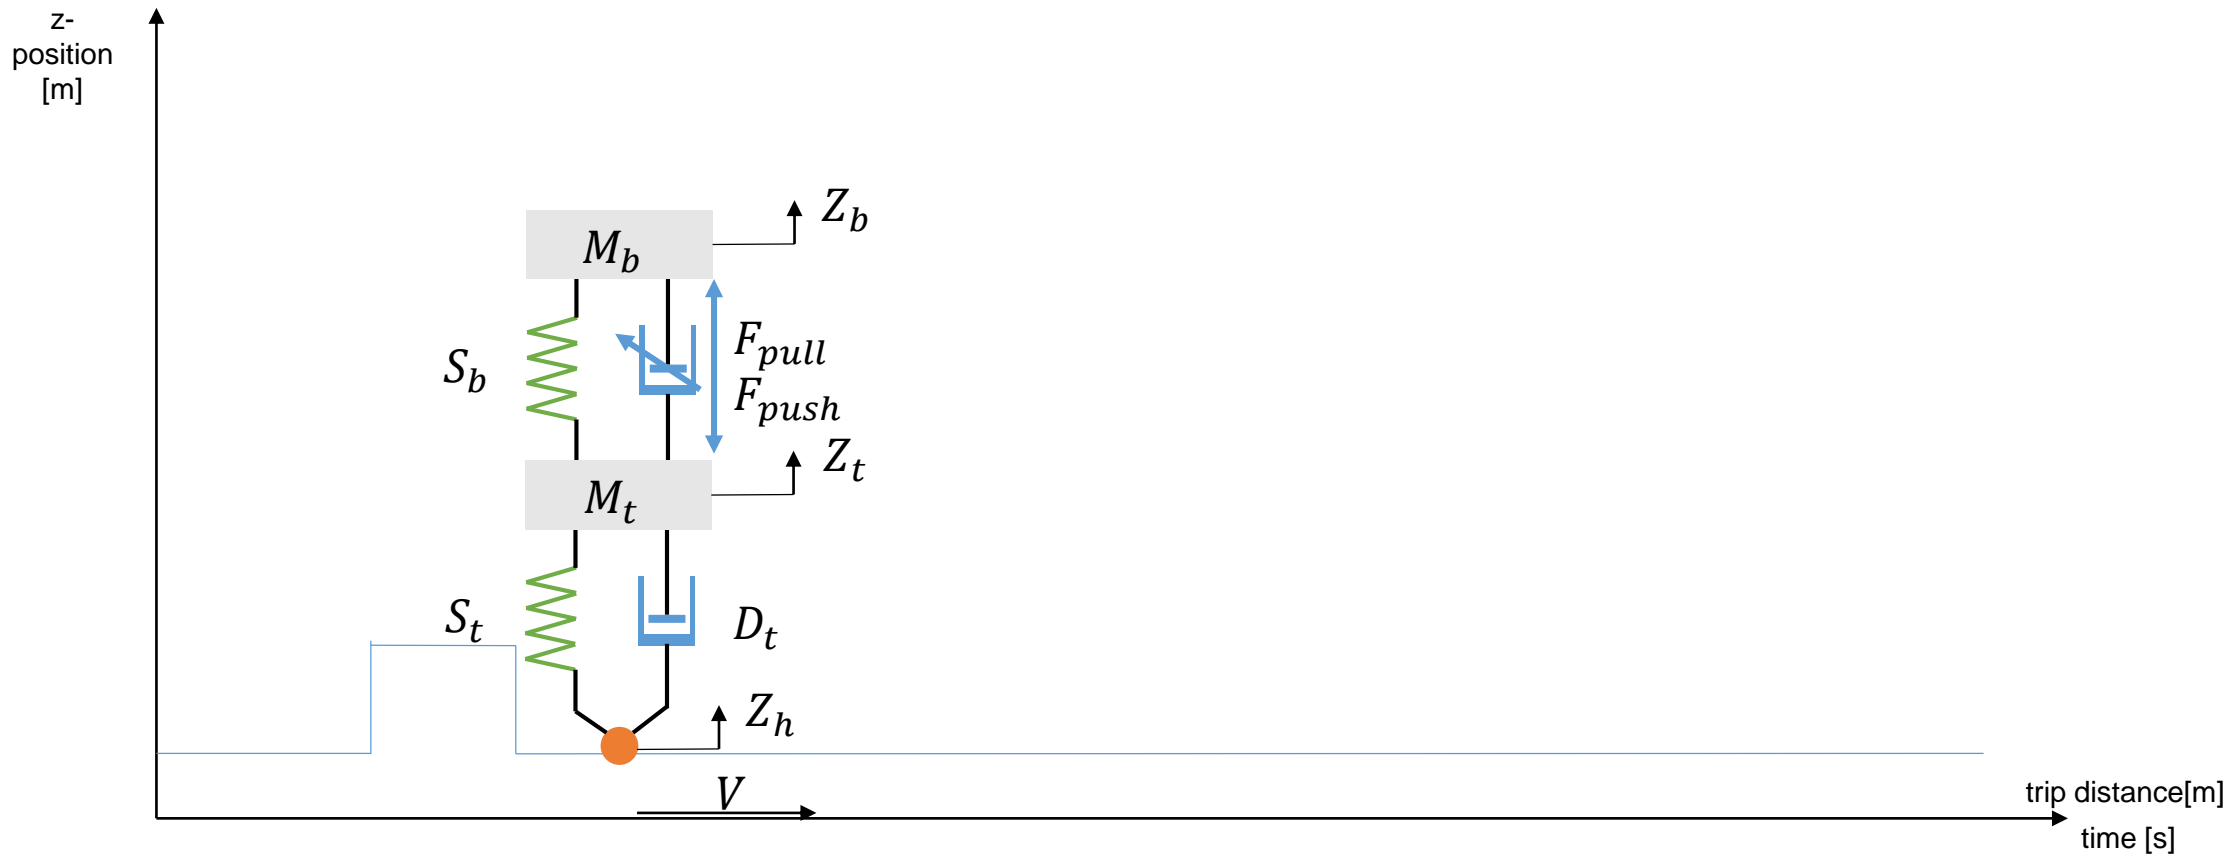 z-
position
[m]
Z_b
M_b
F_pull
S_b
F_push
Z_t
M_t
S_t
D_t
Z_h
V
trip distance[m]
time [s]